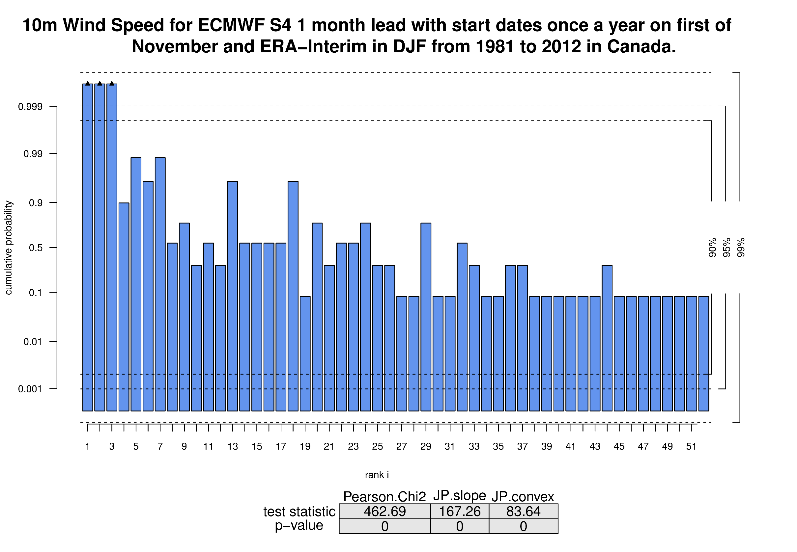 10m Wind Speed for ECMWF S4 1 month lead with start dates once a year on first of
November and ERA−Interim in DJF from 1981 to 2012 in Canada.
cumulative probability
0.999
0.99
0.9
0.5
0.1
0.01
0.001
90%
95%
99%
1 3 5 7 9 11 13 15 17 19 21 23 25 27 29 31 33 35 37 39 41 43 45 47 49 51
rank i
Pearson.Chi2 JP.slope JP.convex
test statistic 462.69 167.26 83.64
p−value 0 0 0